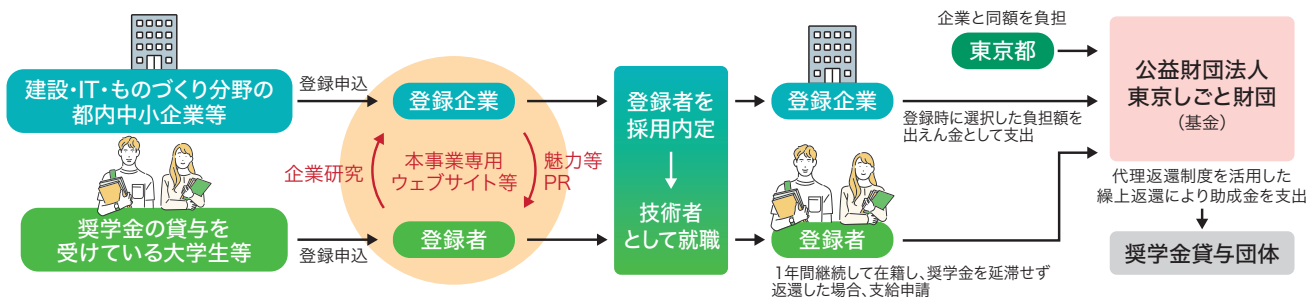 建設・IT・ものづくり分野の
都内中小企業等
登録申込
奨学金の貸与を
受けている大学生等
登録申込
登録企業
企業研究
本事業専用
ウェブサイト等
魅力等
PR
登録者
登録者を
採用内定
技術者
として就職
登録企業
登録時に選択した負担額を
出えん金として支出
登録者
1年間継続して在籍し、奨学金を延滞せず
返還した場合、支給申請
企業と同額を負担
東京都
公益財団法人
東京しごと財団
(基金)
代理返還制度を活用した
繰上返還により助成金を支出
奨学金貸与団体